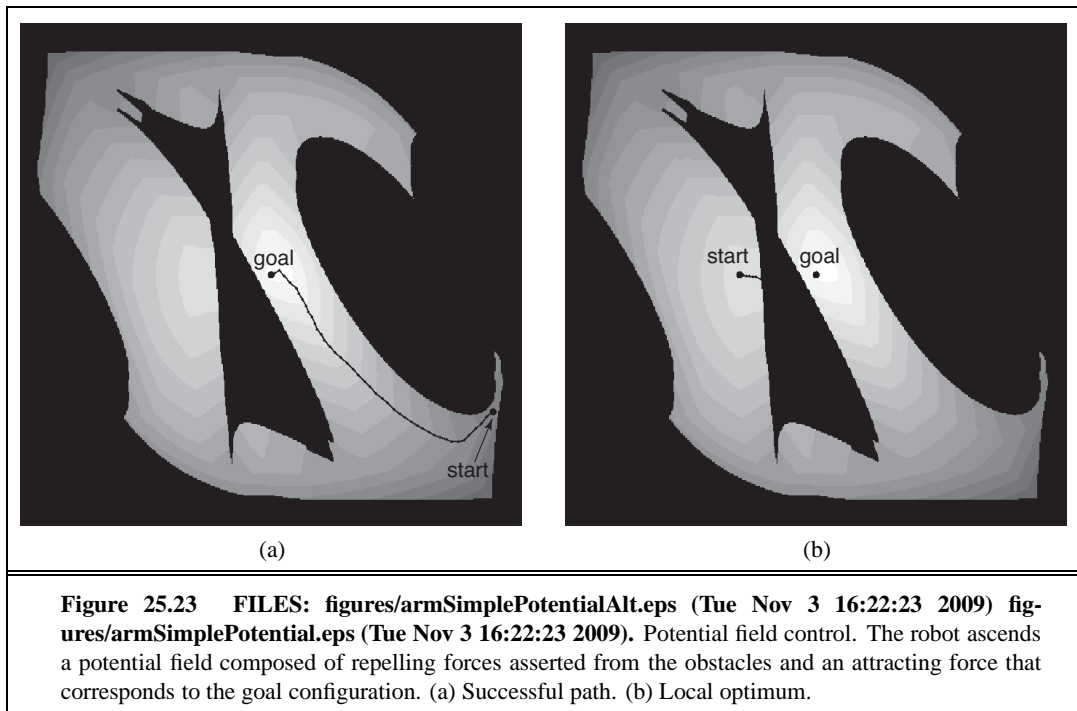 goal
start
start
goal
(a)
(b)
Figure 25.23 FILES: figures/armSimplePotentialAlt.eps (Tue Nov 3 16:22:23 2009) fig-
ures/armSimplePotential.eps (Tue Nov 3 16:22:23 2009). Potential field control. The robot ascends
a potential field composed of repelling forces asserted from the obstacles and an attracting force that
corresponds to the goal configuration. (a) Successful path. (b) Local optimum.